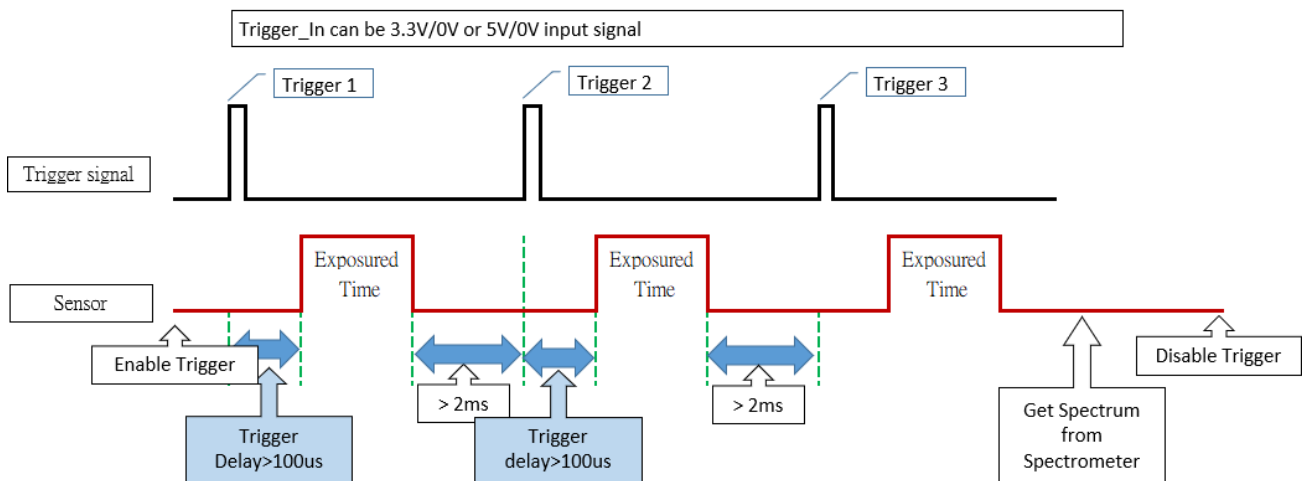 Trigger_In can be 3.3V/0V or 5V/0V input signal
Trigger 1
Trigger 2
Trigger 3
Trigger signal
Exposured
Time
Exposured
Time
Exposured
Time
Sensor
Enable Trigger
Disable Trigger
> 2ms
> 2ms
Trigger
Delay>100us
Trigger
delay>100us
Get Spectrum
from
Spectrometer